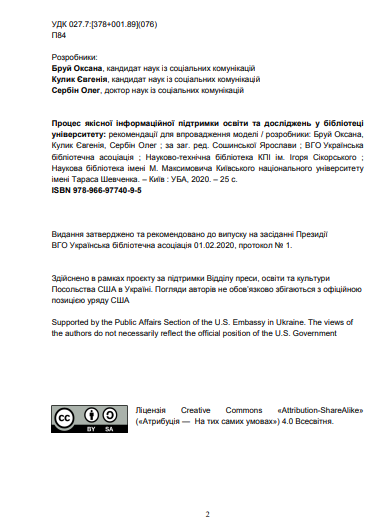 УДК 027.7:[378+001.89](076)
П84
Розробники:
Бруй Оксана, кандидат наук із соціальних комунікацій
Кулик Євгенія, кандидат наук із соціальних комунікацій
Сербін Олег, доктор наук із соціальних комунікацій
Процес якісної інформаційної підтримки освіти та досліджень у бібліотеці
університету: рекомендації для впровадження моделі / розробники: Бруй Оксана,
Кулик Євгенія, Сербін Олег ; за заг. ред. Сошинської Ярослави ; ВГО Українська
бібліотечна асоціація ; Науково-технічна бібліотека КПІ ім. Ігоря Сікорського ;
Наукова бібліотека імені М. Максимовича Київського національного університету
імені Тараса Шевченка. – Київ : УБА, 2020. – 25 с.
ISBN 978-966-97740-9-5
Видання затверджено та рекомендовано до випуску на засіданні Президії
ВГО Українська бібліотечна асоціація 01.02.2020, протокол № 1.
Здійснено в рамках проєкту за підтримки Відділу преси, освіти та культури
Посольства США в Україні. Погляди авторів не обов'язково збігаються з офіційною
позицією уряду США
Supported by the Public Affairs Section of the U.S. Embassy in Ukraine. The views of
the authors do not necessarily reflect the official position of the U.S. Government
cc BY SA
Ліцензія Creative Commons «Attribution-ShareAlike»
(«Атрибуція — На тих самих умовах») 4.0 Всесвітня.
2